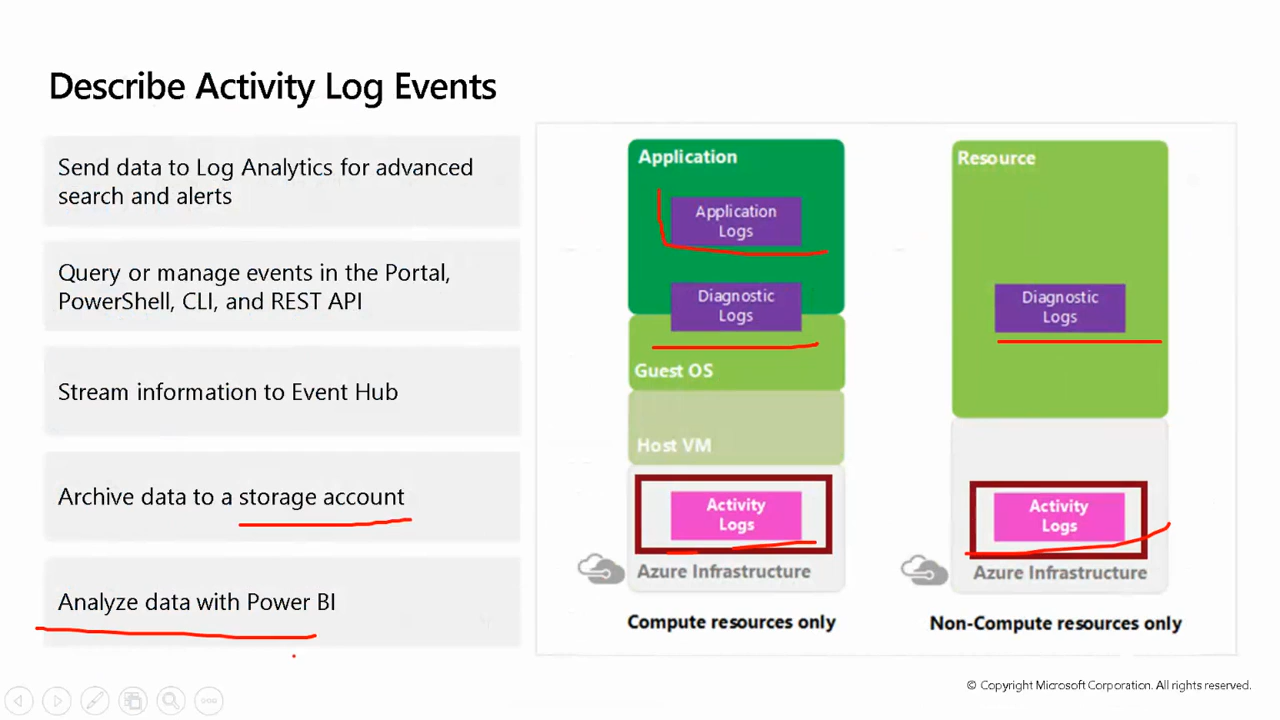 Describe Activity Log Events
Send data to Log Analytics for advanced
search and alerts
Query or manage events in the Portal,
PowerShell, CLI, and REST API
Stream information to Event Hub
Archive data to a storage account
Analyze data with Power BI
Application
Application
Logs
Diagnostic
Logs
Guest OS
Host VM
Activity
Logs
Azure Infrastructure
Compute resources only
Resource
Diagnostic
Logs
Activity
Logs
Azure Infrastructure
Non-Compute resources only
© Copyright Microsoft Corporation. All rights reserved.